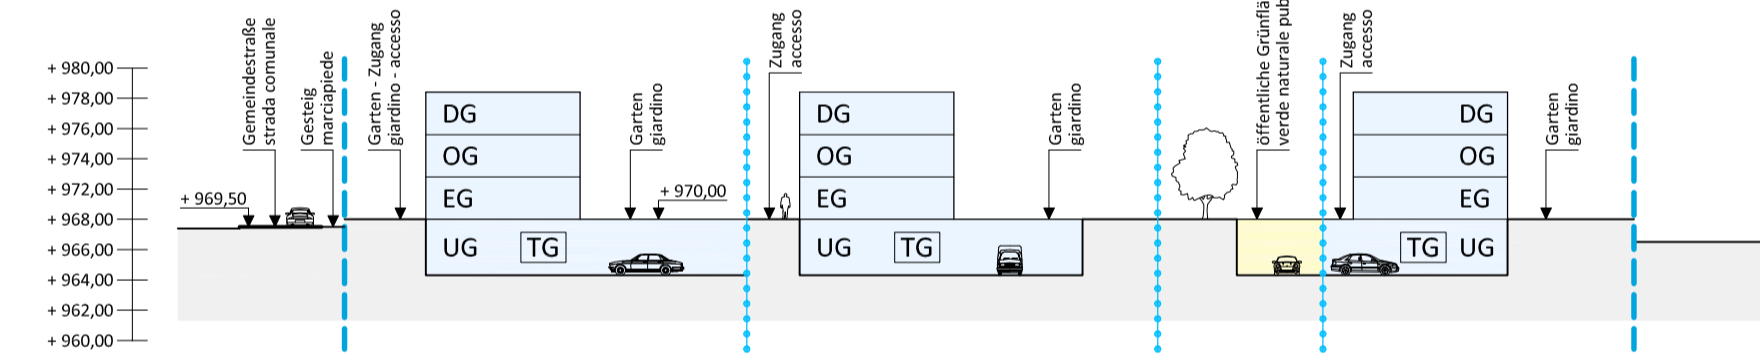 + 980,00
+ 978,00
+ 976,00
+ 974,00
+ 972,00
+ 970,00
+ 968,00
+ 966,00
+ 964,00
+ 962,00
+ 960,00
+ 969,50
Gemeindestraße
strada comunale
Gesteig
marciapiede
Garten - Zugang
giardino - accesso
DG
OG
EG
UG
TG
Garten
giardino
+ 970,00
Zugang
accesso
DG
OG
EG
UG
TG
Garten
giardino
öffentliche
verde naturale
Zugang
accesso
DG
OG
EG
TG
UG
Garten
giardino